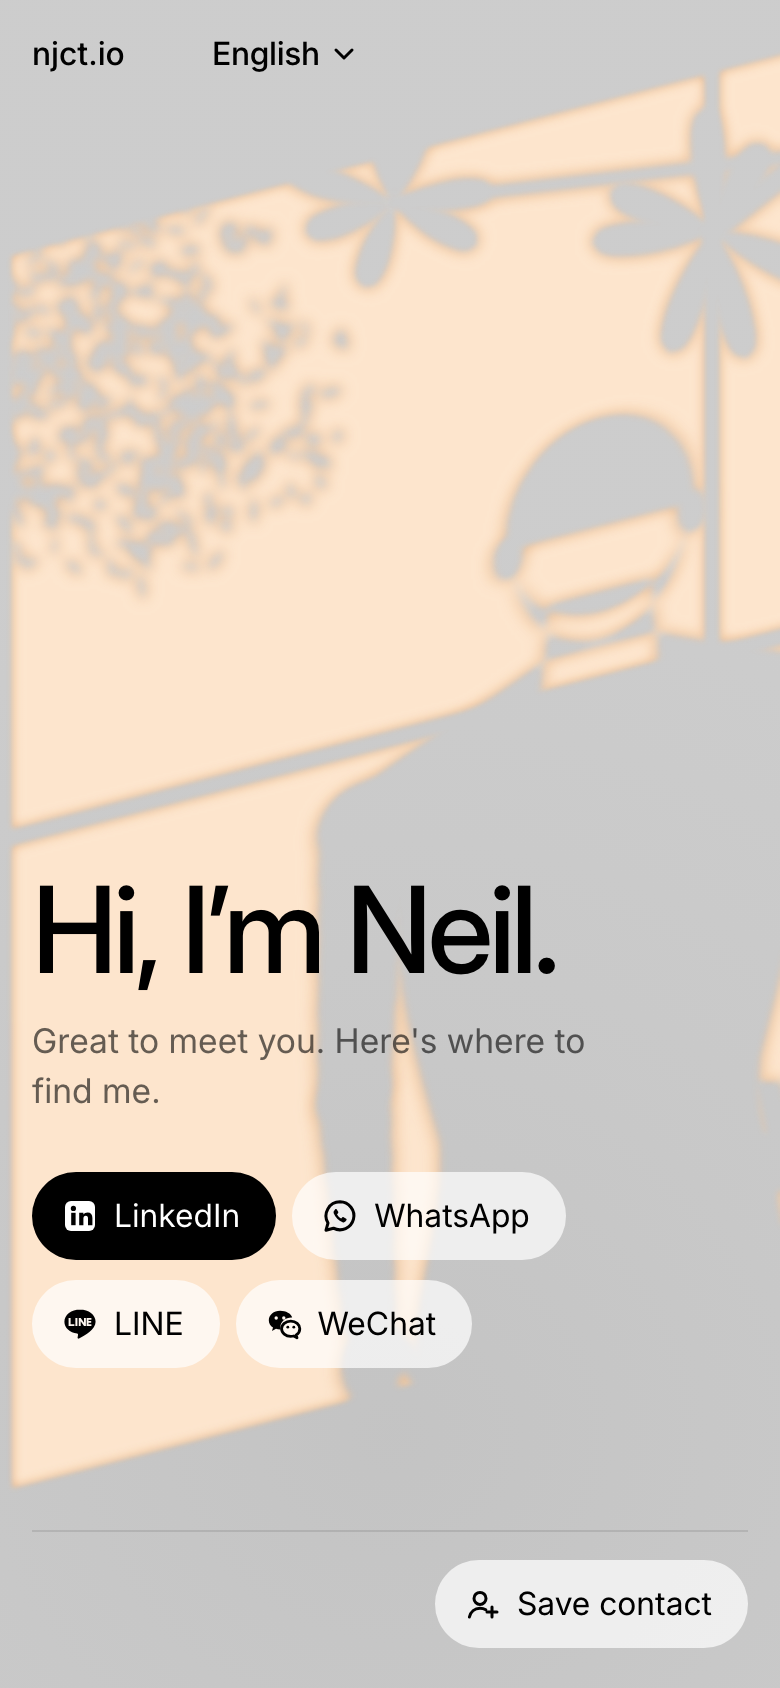 njct.io English
Hi, I’m Neil.
Great to meet you. Here's where to
find me.
LinkedIn WhatsApp
LINE WeChat
Save contact